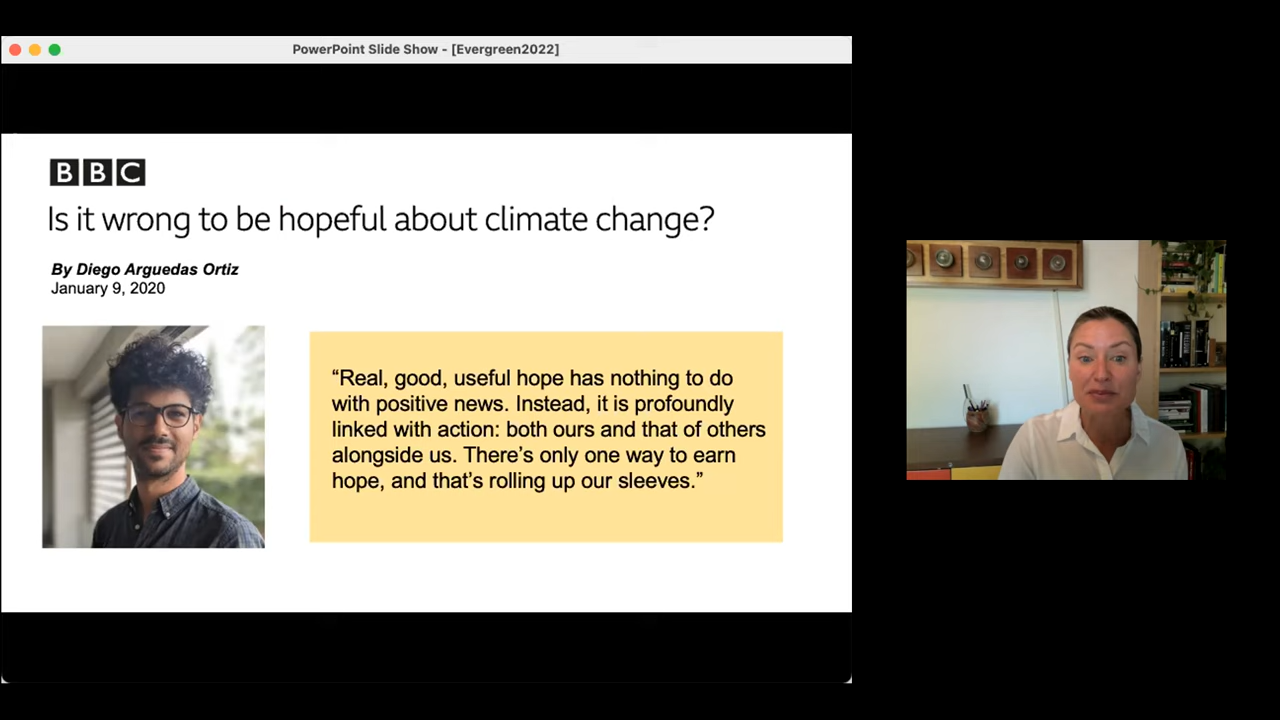 PowerPoint Slide Show - [Evergreen2022]
BBC
Is it wrong to be hopeful about climate change?
By Diego Arguedas Ortiz
January 9, 2020
“Real, good, useful hope has nothing to do
with positive news. Instead, it is profoundly
linked with action: both ours and that of others
alongside us. There’s only one way to earn
hope, and that’s rolling up our sleeves.”